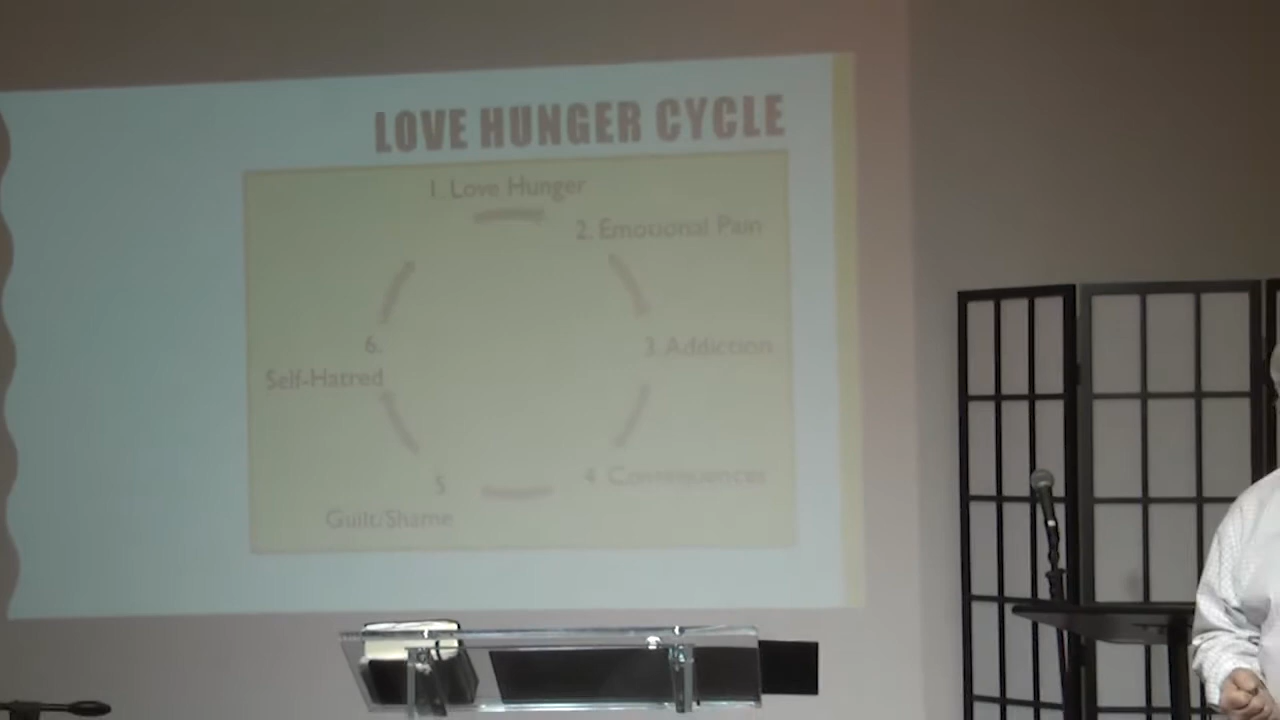 LOVE HUNGER CYCLE
1. Love Hunger
2. Emotional Pain
3. Addiction
4. Consequences
5.
Guilt/Shame
6.
Self-Hatred